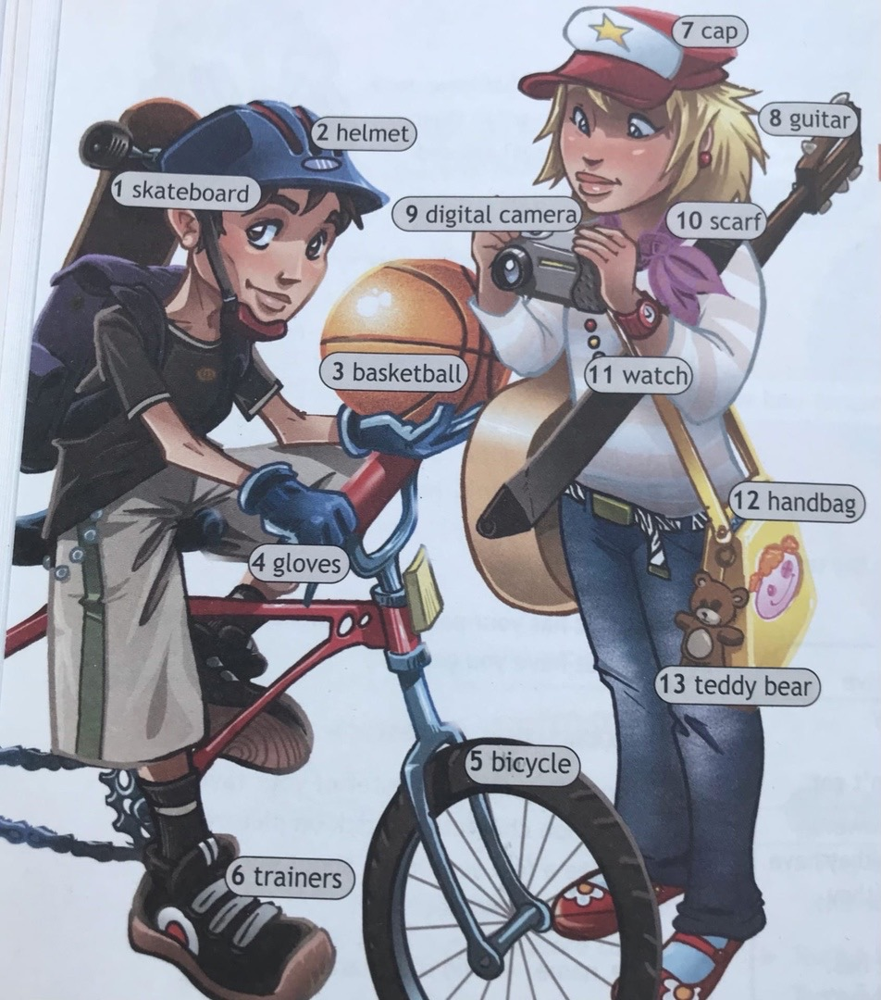 1 skateboard
2 helmet
3 basketball
4 gloves
5 bicycle
6 trainers
7 cap
8 guitar
9 digital camera
10 scarf
11 watch
12 handbag
13 teddy bear